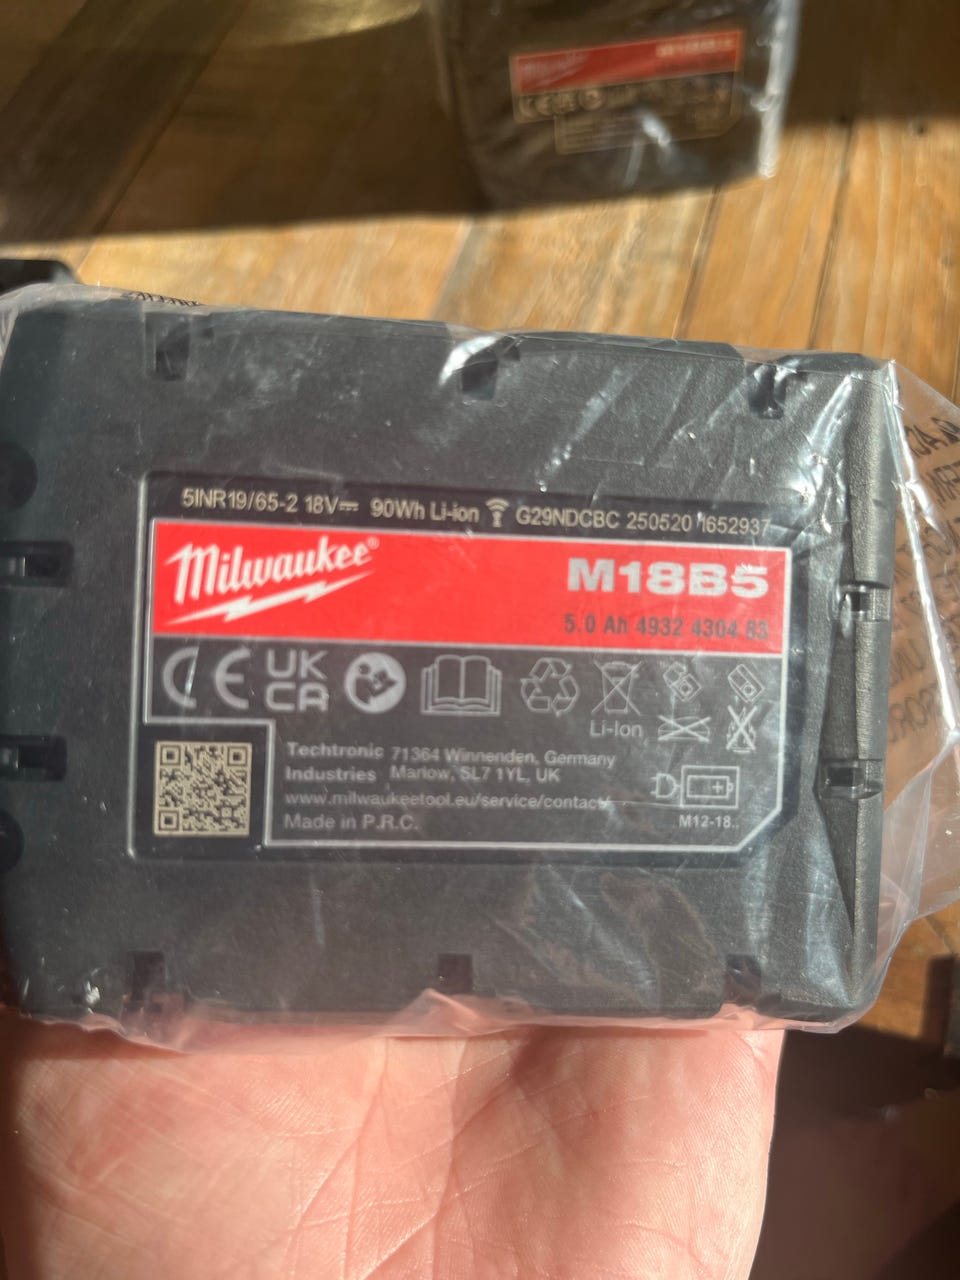 5INR19/65-2 18V⎓ 90Wh Li-ion G29NDCBC 250520 1652937
Milwaukee®
M18B5
5.0 Ah 4932 4304 83
CE UK CA
Li-Ion
Techtronic Industries
71364 Winnenden, Germany
Marlow, SL7 1YL, UK
www.milwaukeetool.eu/service/contact/
Made in P.R.C.
M12-18..